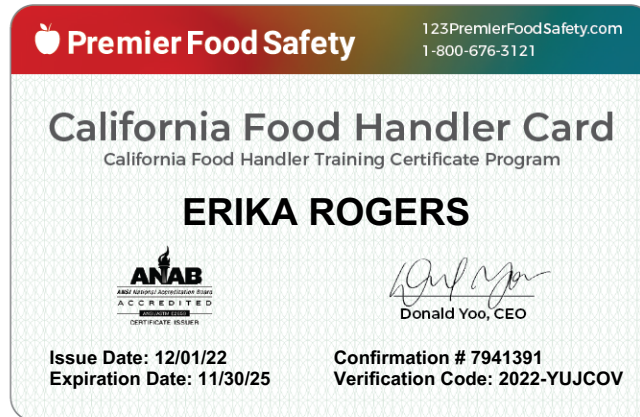 Premier Food Safety
123PremierFoodSafety.com
1-800-676-3121
California Food Handler Card
California Food Handler Training Certificate Program
ERIKA ROGERS
ANAB
ANSI National Accreditation Board
ACCREDITED
CERTIFICATE ISSUER
Donald Yoo, CEO
Issue Date: 12/01/22
Confirmation # 7941391
Expiration Date: 11/30/25
Verification Code: 2022-YUJCOV